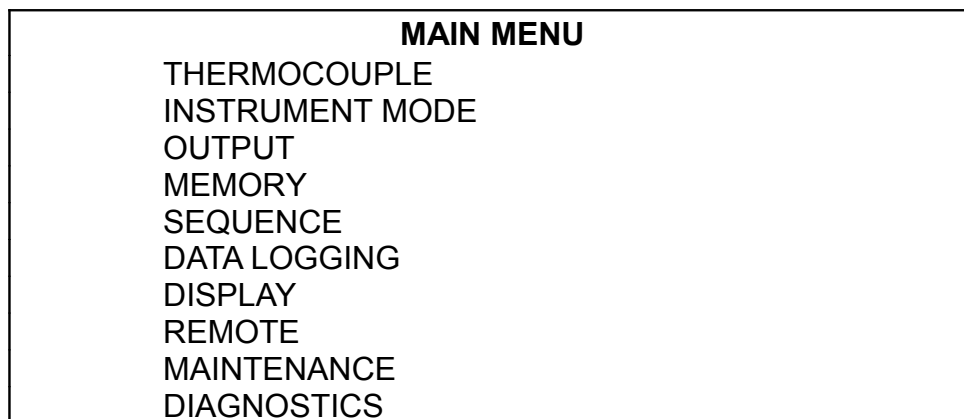 MAIN MENU
THERMOCOUPLE
INSTRUMENT MODE
OUTPUT
MEMORY
SEQUENCE
DATA LOGGING
DISPLAY
REMOTE
MAINTENANCE
DIAGNOSTICS